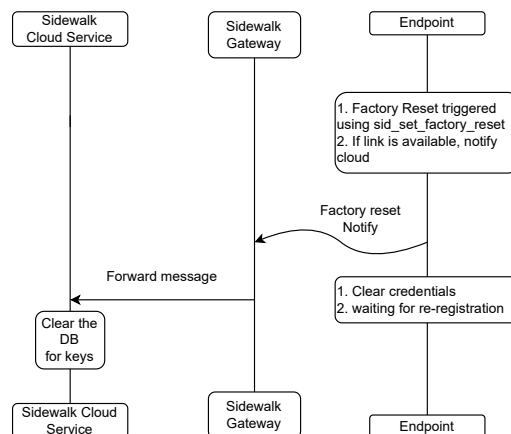 Sidewalk
Cloud Service
Sidewalk
Gateway
Endpoint
1. Factory Reset triggered
using sid_set_factory_reset
2. If link is available, notify
cloud
Factory reset
Notify
Forward message
1. Clear credentials
2. waiting for re-registration
Clear the
DB
for keys
Sidewalk Cloud
Service
Sidewalk
Gateway
Endpoint